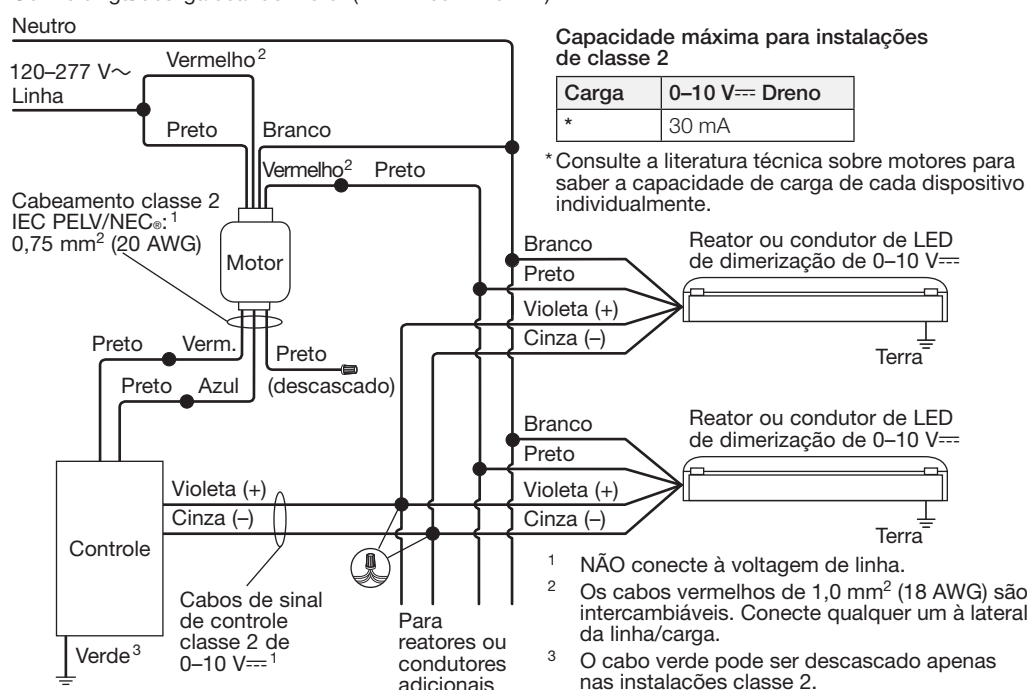 Neutro
120–277 V~
Linha
Vermelho2
Preto
Branco
Vermelho2
Preto
Cabeamento classe 2
IEC PELV/NEC®:1
0,75 mm2 (20 AWG)
Motor
Preto
Verm.
Preto
(descascado)
Preto
Azul
Controle
Violeta (+)
Cinza (–)
Cabos de sinal
de controle
classe 2 de
0–10 V⎓1
Verde3
Para
reatores ou
condutores
adicionais
Capacidade máxima para instalações
de classe 2
Carga 0–10 V⎓ Dreno
* 30 mA
* Consulte a literatura técnica sobre motores para
saber a capacidade de carga de cada dispositivo
individualmente.
Branco
Preto
Violeta (+)
Cinza (–)
Reator ou condutor de LED
de dimerização de 0–10 V⎓
Terra
Branco
Preto
Violeta (+)
Cinza (–)
Reator ou condutor de LED
de dimerização de 0–10 V⎓
Terra
1 NÃO conecte à voltagem de linha.
2 Os cabos vermelhos de 1,0 mm2 (18 AWG) são
intercambiáveis. Conecte qualquer um à lateral
da linha/carga.
3 O cabo verde pode ser descascado apenas
nas instalações classe 2.